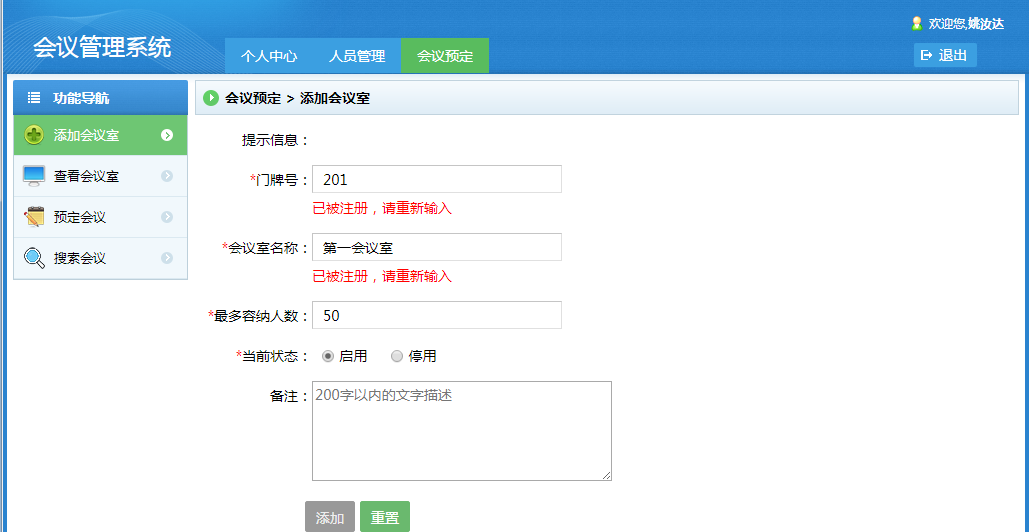 会议管理系统
欢迎您,姚汝达
个人中心
人员管理
会议预定
退出
功能导航
会议预定 > 添加会议室
添加会议室
查看会议室
预定会议
搜索会议
提示信息：
*门牌号： 201
已被注册，请重新输入
*会议室名称： 第一会议室
已被注册，请重新输入
*最多容纳人数： 50
*当前状态： 启用 停用
备注： 200字以内的文字描述
添加 重置